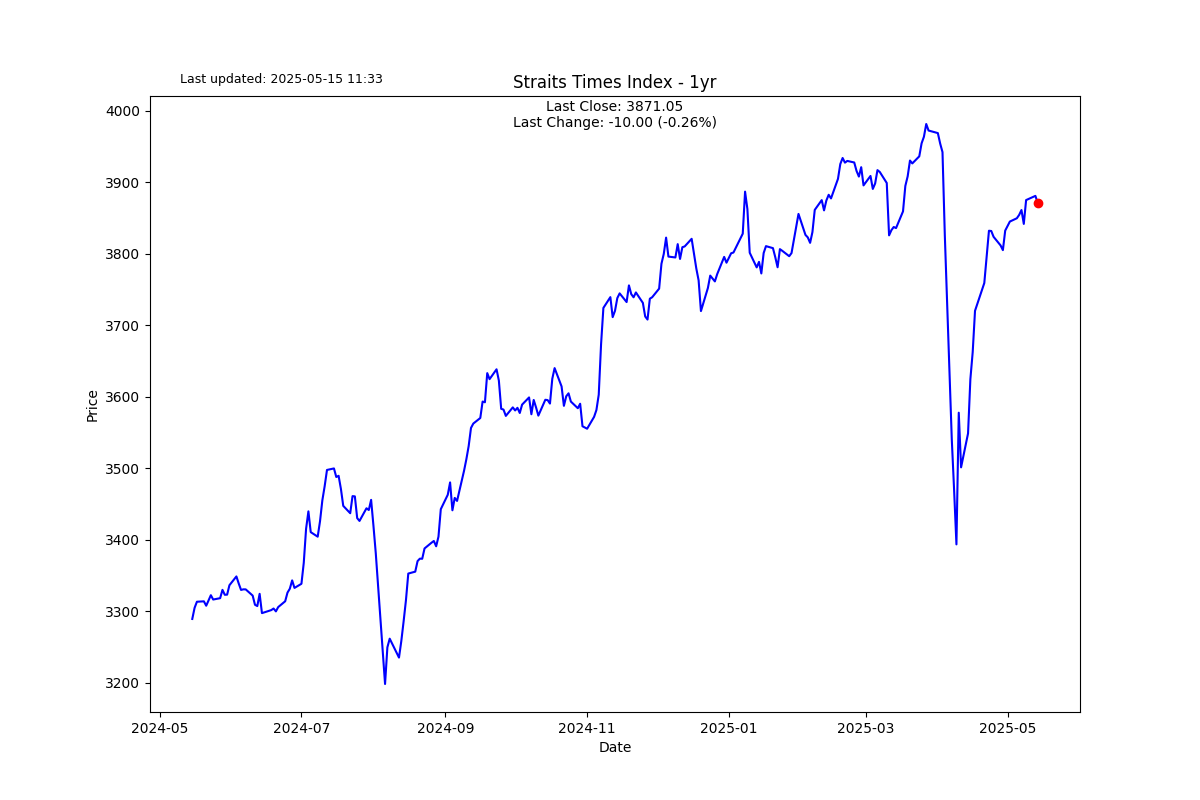 Last updated: 2025-05-15 11:33
Straits Times Index - 1yr
Last Close: 3871.05
Last Change: -10.00 (-0.26%)
4000
3900
3800
3700
3600
3500
3400
3300
3200
Price
2024-05
2024-07
2024-09
2024-11
2025-01
2025-03
2025-05
Date